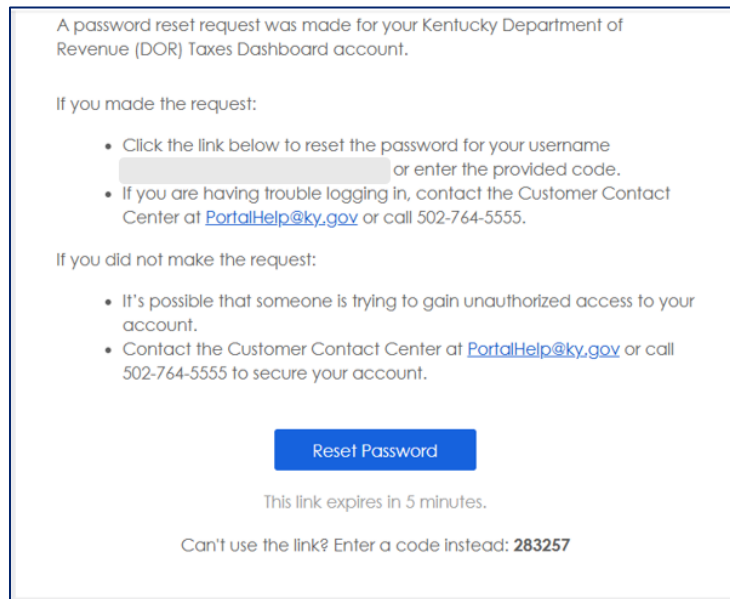 A password reset request was made for your Kentucky Department of
Revenue (DOR) Taxes Dashboard account.
If you made the request:
• Click the link below to reset the password for your username
or enter the provided code.
• If you are having trouble logging in, contact the Customer Contact
Center at PortalHelp@ky.gov or call 502-764-5555.
If you did not make the request:
• It's possible that someone is trying to gain unauthorized access to your
account.
• Contact the Customer Contact Center at PortalHelp@ky.gov or call
502-764-5555 to secure your account.
Reset Password
This link expires in 5 minutes.
Can't use the link? Enter a code instead: 283257